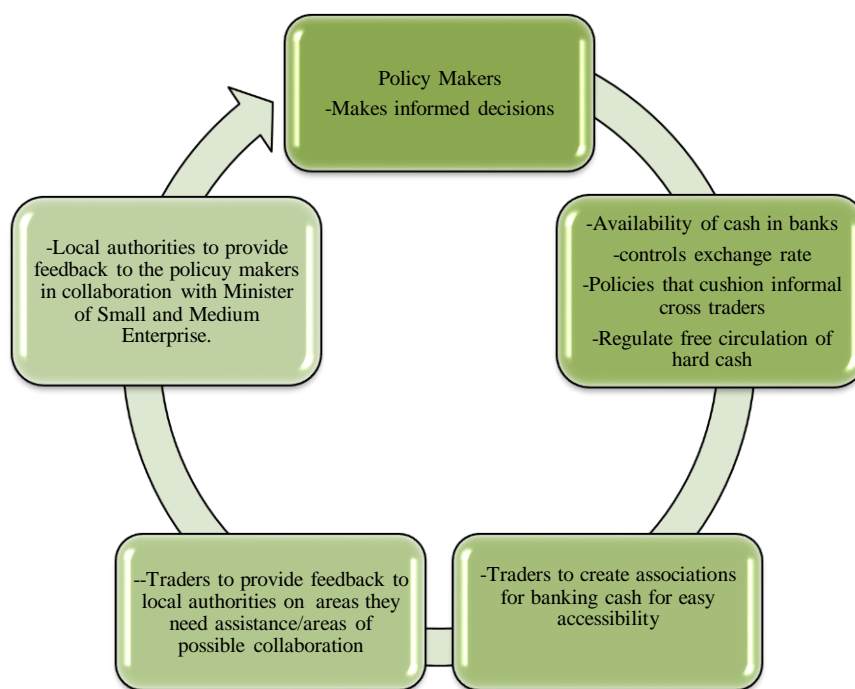 Policy Makers
-Makes informed decisions
-Availability of cash in banks
-controls exchange rate
-Policies that cushion informal
cross traders
-Regulate free circulation of
hard cash
-Traders to create associations
for banking cash for easy
accessibility
--Traders to provide feedback to
local authorities on areas they
need assistance/areas of
possible collaboration
-Local authorities to provide
feedback to the policuy makers
in collaboration with Minister
of Small and Medium
Enterprise.